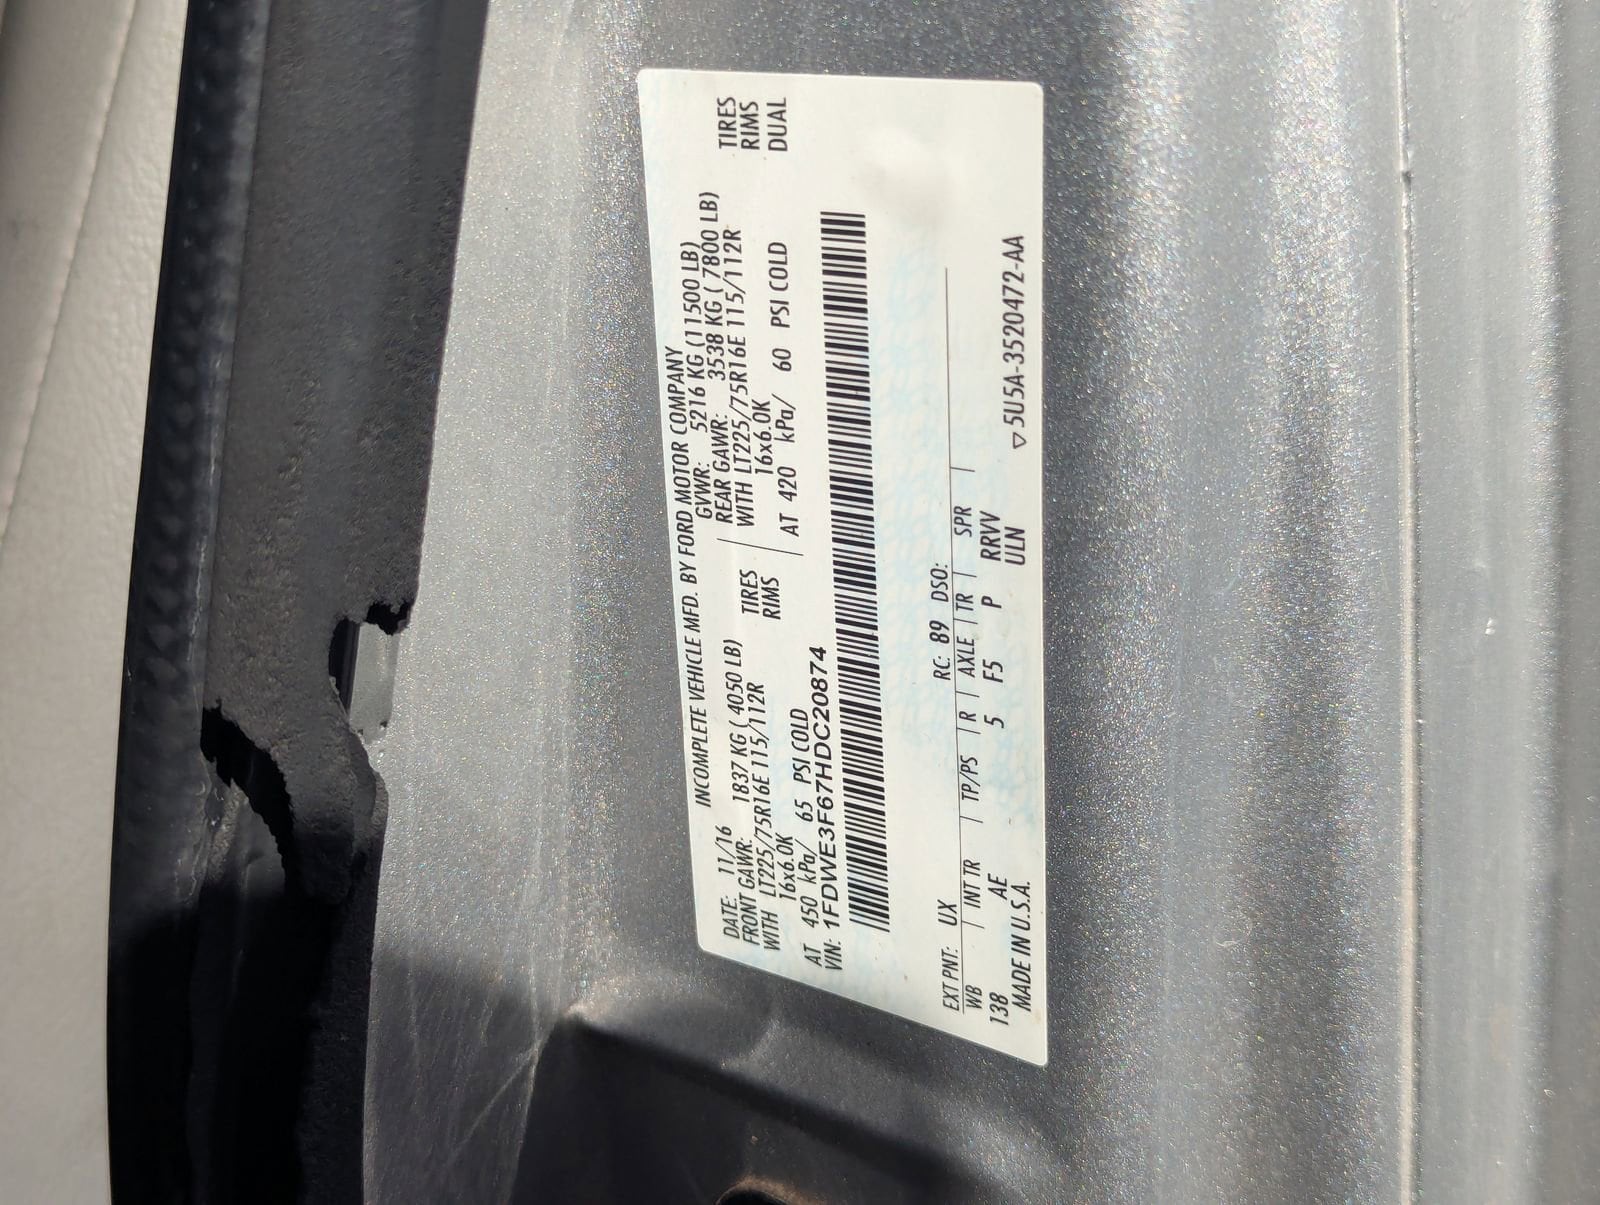 INCOMPLETE VEHICLE MFD. BY FORD MOTOR COMPANY
DATE: 11/16 GVWR: 5216 KG (11500 LB)
FRONT GAWR: 1837 KG (4050 LB) REAR GAWR: 3538 KG (7800 LB)
WITH LT225/75R16E 115/112R TIRES WITH LT225/75R16E 115/112R TIRES
16x6.0K RIMS 16x6.0K RIMS
AT 450 kPa/ 65 PSI COLD AT 420 kPa/ 60 PSI COLD DUAL
VIN: 1FDWE3F67HDC20874
EXT PNT: UX RC: 89 DSO:
WB INT TR TP/PS R AXLE TR SPR
138 AE 5 F5 P RRVV
MADE IN U.S.A. ULN ▽5U5A-3520472-AA